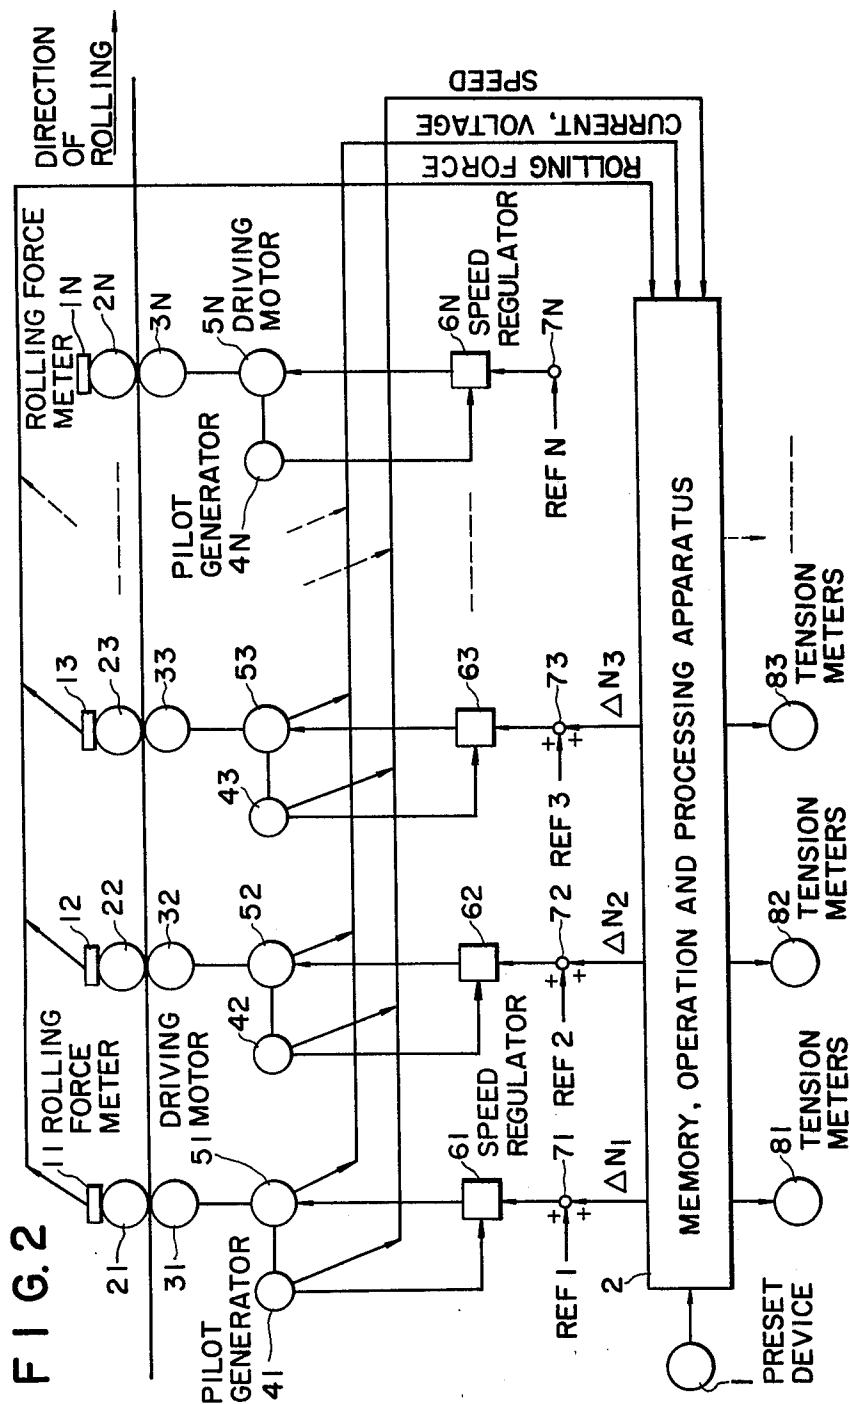 FIG. 2
DIRECTION
OF
ROLLING
11 ROLLING
FORCE
METER
12
13
ROLLING FORCE
METER 1N
21
22
23
2N
31
32
33
3N
DRIVING
MOTOR
51
52
53
5N
DRIVING
MOTOR
PILOT
GENERATOR
41
42
43
PILOT
GENERATOR
4N
ROLLING FORCE
CURRENT, VOLTAGE
SPEED
61
SPEED
REGULATOR
62
63
6N
SPEED
REGULATOR
REF 1
+
+
71
REF 2
+
+
72
REF 3
+
+
73
REF N
7N
ΔN1
ΔN2
ΔN3
2
MEMORY, OPERATION AND PROCESSING APPARATUS
1
PRESET
DEVICE
81
TENSION
METERS
82
TENSION
METERS
83
TENSION
METERS